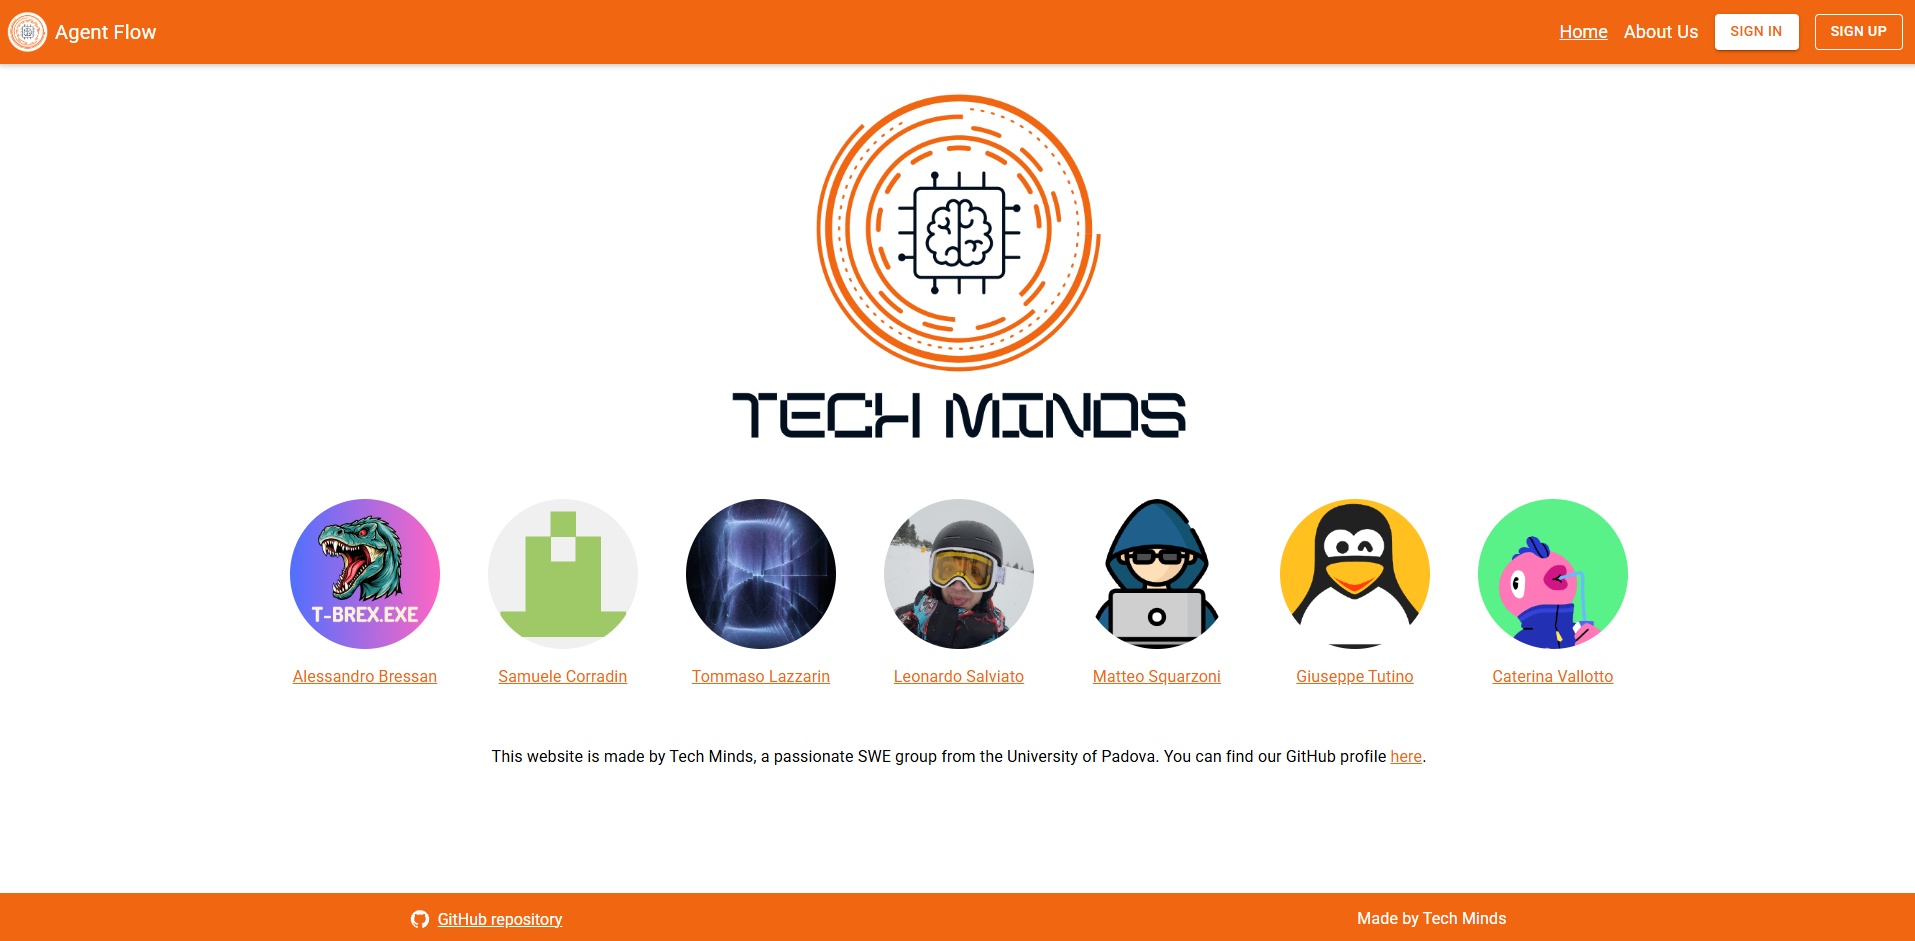 Agent Flow
Home
About Us
SIGN IN
SIGN UP
TECH MINDS
T-BREX.EXE
Alessandro Bressan
Samuele Corradin
Tommaso Lazzarin
Leonardo Salviato
Matteo Squarzoni
Giuseppe Tutino
Caterina Vallotto
This website is made by Tech Minds, a passionate SWE group from the University of Padova. You can find our GitHub profile here.
GitHub repository
Made by Tech Minds